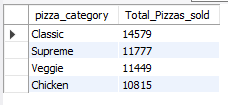 pizza_category Total_Pizzas_sold
Classic 14579
Supreme 11777
Veggie 11449
Chicken 10815